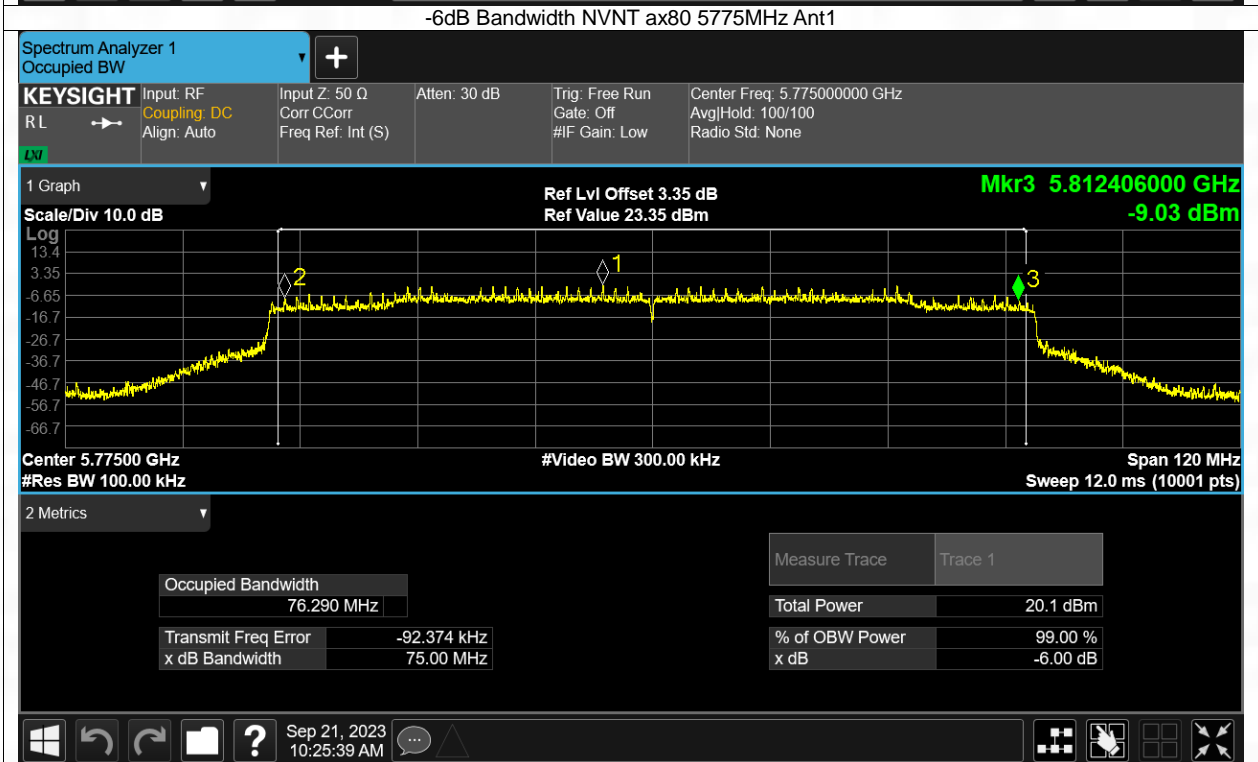 -6dB Bandwidth NVNT ax80 5775MHz Ant1
Spectrum Analyzer 1
Occupied BW
+
KEYSIGHT
R L
LXI
Input: RF
Coupling: DC
Align: Auto
Input Z: 50 Ω
Corr CCorr
Freq Ref: Int (S)
Atten: 30 dB
Trig: Free Run
Gate: Off
#IF Gain: Low
Center Freq: 5.775000000 GHz
Avg|Hold: 100/100
Radio Std: None
1 Graph
Scale/Div 10.0 dB
Ref Lvl Offset 3.35 dB
Ref Value 23.35 dBm
Mkr3 5.812406000 GHz
-9.03 dBm
Log
13.4
3.35
-6.65
-16.7
-26.7
-36.7
-46.7
-56.7
-66.7
2
1
3
Center 5.77500 GHz
#Video BW 300.00 kHz
Span 120 MHz
#Res BW 100.00 kHz
Sweep 12.0 ms (10001 pts)
2 Metrics
Measure Trace Trace 1
Occupied Bandwidth
76.290 MHz
Total Power 20.1 dBm
Transmit Freq Error -92.374 kHz
% of OBW Power 99.00 %
x dB Bandwidth 75.00 MHz
x dB -6.00 dB
?
Sep 21, 2023
10:25:39 AM